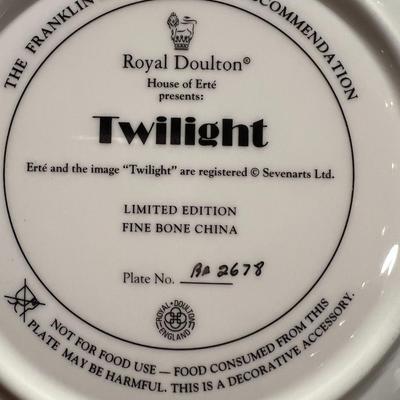 THE FRANKLIN RECOMMENDATION
Royal Doulton®
House of Erté
presents:
Twilight
Erté and the image "Twilight" are registered © Sevenarts Ltd.
LIMITED EDITION
FINE BONE CHINA
Plate No. BA 2678
ROYAL DOULTON
ENGLAND
NOT FOR FOOD USE — FOOD CONSUMED FROM THIS
PLATE MAY BE HARMFUL. THIS IS A DECORATIVE ACCESSORY.